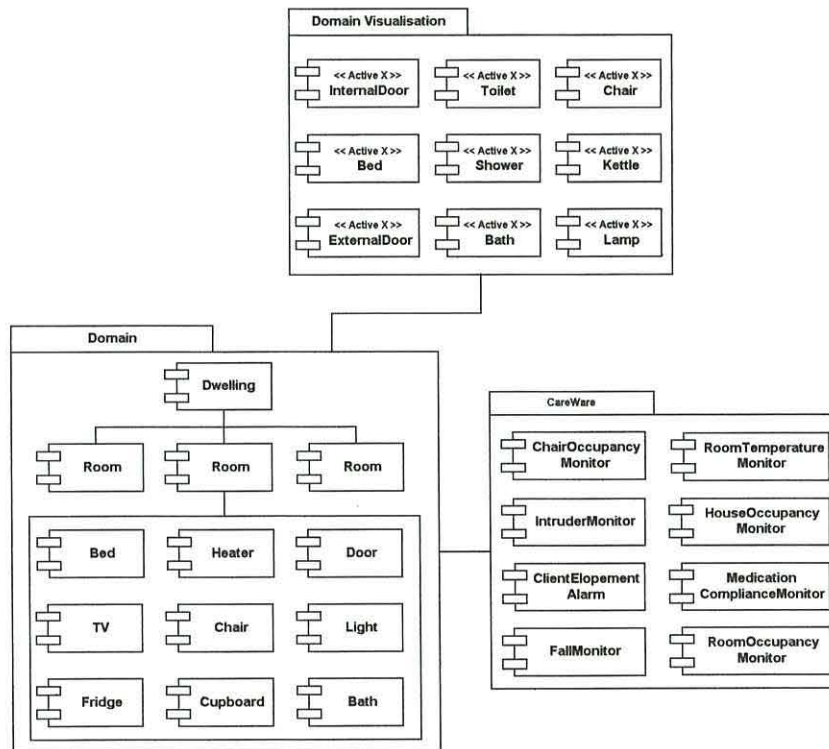 Domain Visualisation
<< Active X >>
InternalDoor
<< Active X >>
Toilet
<< Active X >>
Chair
<< Active X >>
Bed
<< Active X >>
Shower
<< Active X >>
Kettle
<< Active X >>
ExternalDoor
<< Active X >>
Bath
<< Active X >>
Lamp
Domain
Dwelling
Room
Room
Room
Bed
Heater
Door
TV
Chair
Light
Fridge
Cupboard
Bath
CareWare
ChairOccupancy
Monitor
RoomTemperature
Monitor
IntruderMonitor
HouseOccupancy
Monitor
ClientElopement
Alarm
Medication
ComplianceMonitor
FallMonitor
RoomOccupancy
Monitor